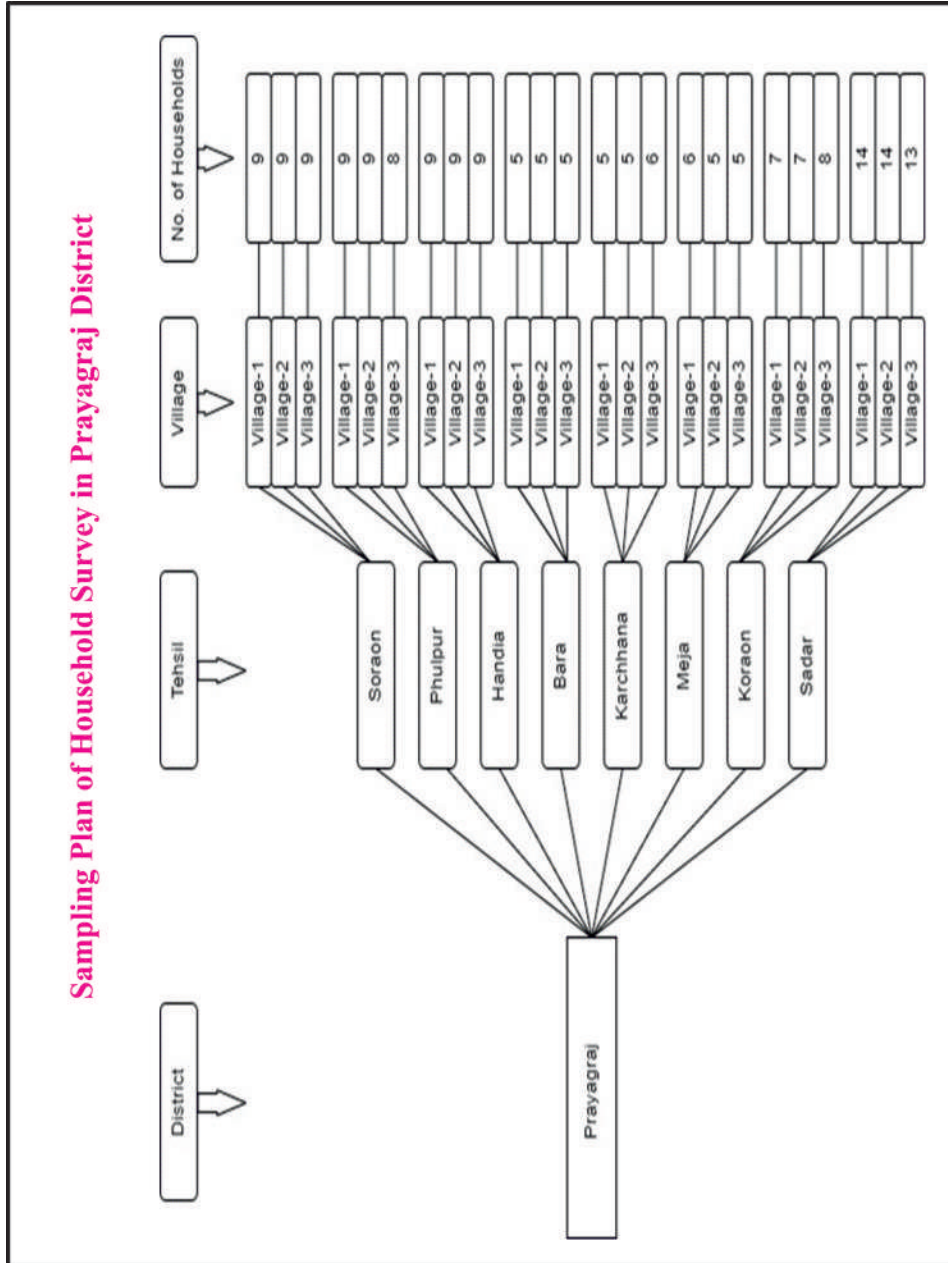 Sampling Plan of Household Survey in Prayagraj District
District
Tehsil
Village
No. of Households
Prayagraj
Soraon
Village-1
9
Village-2
9
Village-3
9
Phulpur
Village-1
9
Village-2
9
Village-3
8
Handia
Village-1
9
Village-2
9
Village-3
9
Bara
Village-1
5
Village-2
5
Village-3
5
Karchhana
Village-1
5
Village-2
5
Village-3
6
Meja
Village-1
6
Village-2
5
Village-3
5
Koraon
Village-1
7
Village-2
7
Village-3
8
Sadar
Village-1
14
Village-2
14
Village-3
13